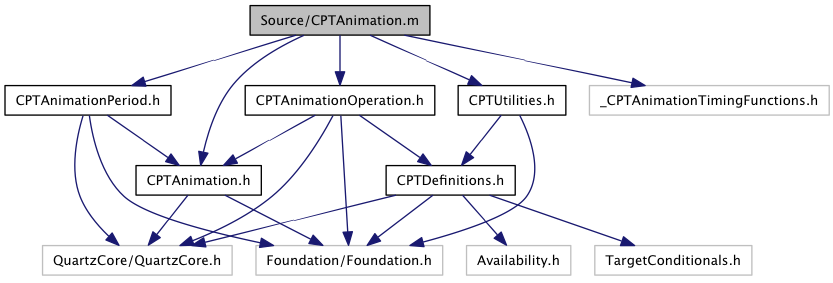 Source/CPTAnimation.m
CPTAnimationPeriod.h
CPTAnimationOperation.h
CPTUtilities.h
_CPTAnimationTimingFunctions.h
CPTAnimation.h
CPTDefinitions.h
QuartzCore/QuartzCore.h
Foundation/Foundation.h
Availability.h
TargetConditionals.h